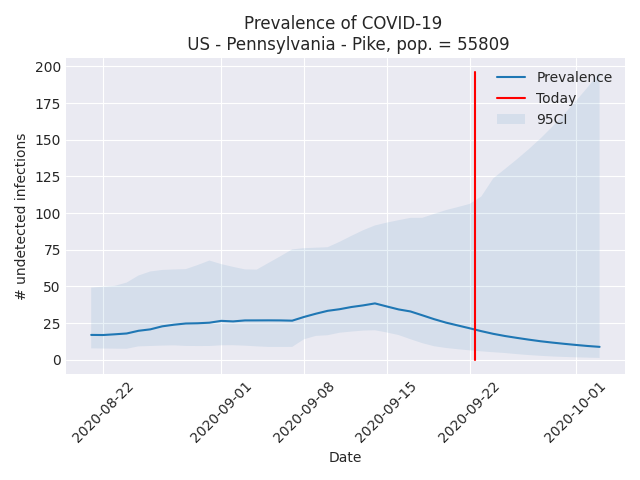 Prevalence of COVID-19
US - Pennsylvania - Pike, pop. = 55809
# undetected infections
200
175
150
125
100
75
50
25
0
Prevalence
Today
95CI
2020-08-22
2020-09-01
2020-09-08
2020-09-15
2020-09-22
2020-10-01
Date